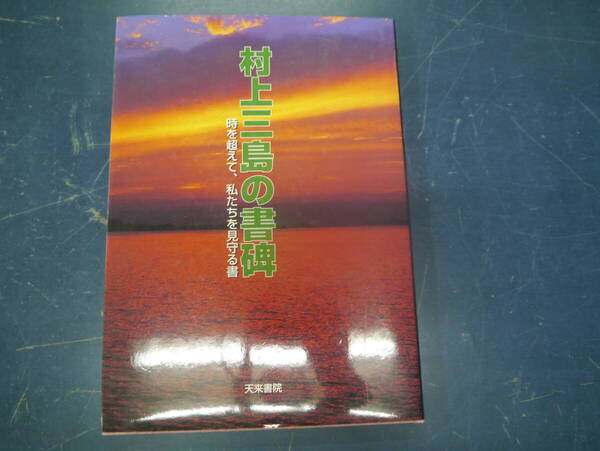 村上三島の書碑
時を超えて、私たちを見守る書
天来書院